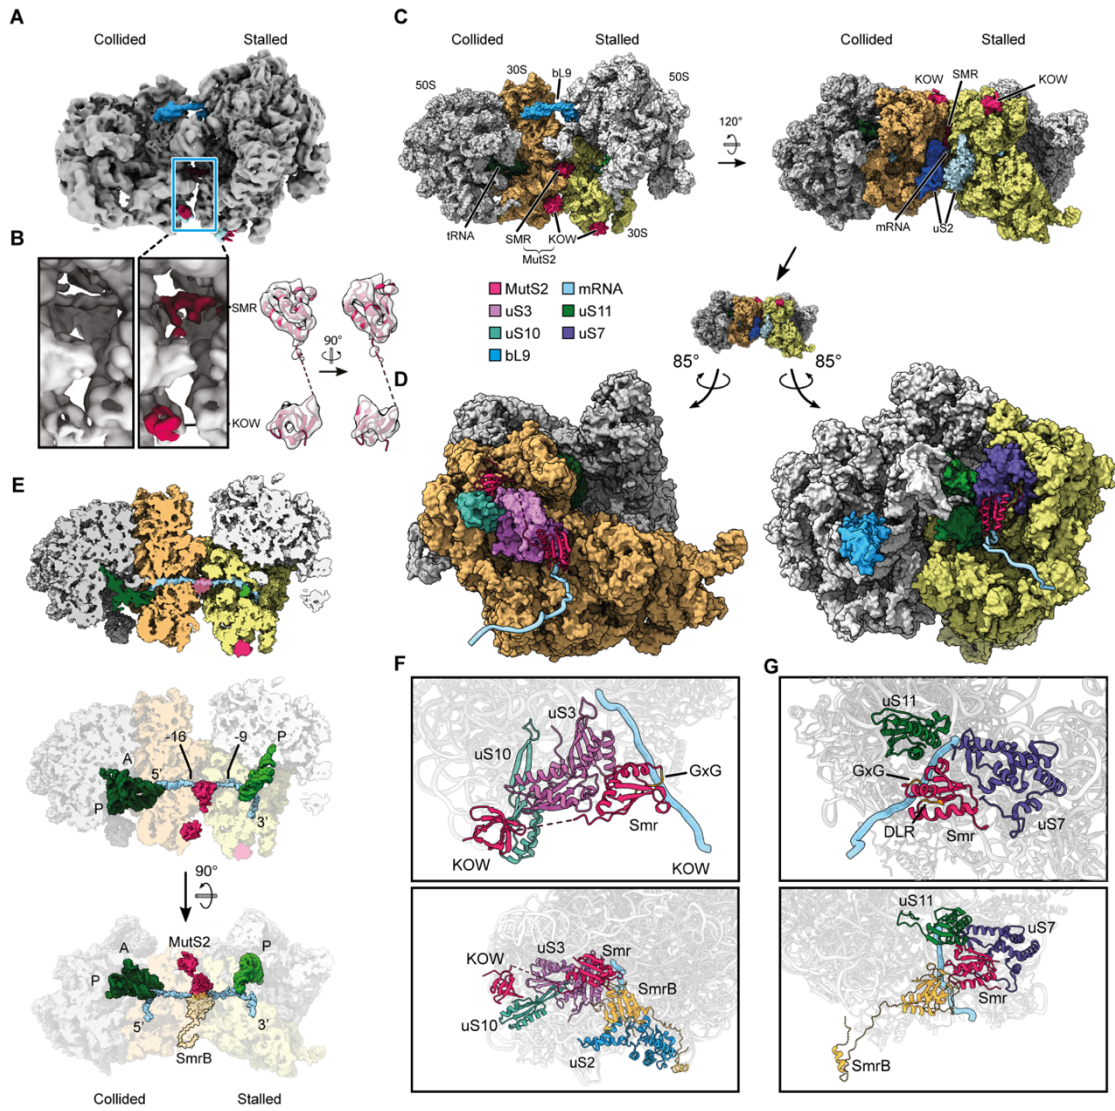 A
Collided
Stalled
B
SMR
90°
KOW
C
Collided
Stalled
50S
30S
bL9
50S
tRNA
SMR
KOW
MutS2
30S
120°
Collided
Stalled
KOW
SMR
KOW
mRNA
uS2
MutS2
mRNA
uS3
uS11
uS10
uS7
bL9
D
85°
85°
E
-16
-9
P
A
5'
P
3'
90°
A
MutS2
P
P
5'
3'
SmrB
Collided
Stalled
F
uS3
uS10
GxG
Smr
KOW
KOW
uS3
Smr
KOW
SmrB
uS10
uS2
G
uS11
GxG
DLR
Smr
uS7
uS11
uS7
Smr
SmrB